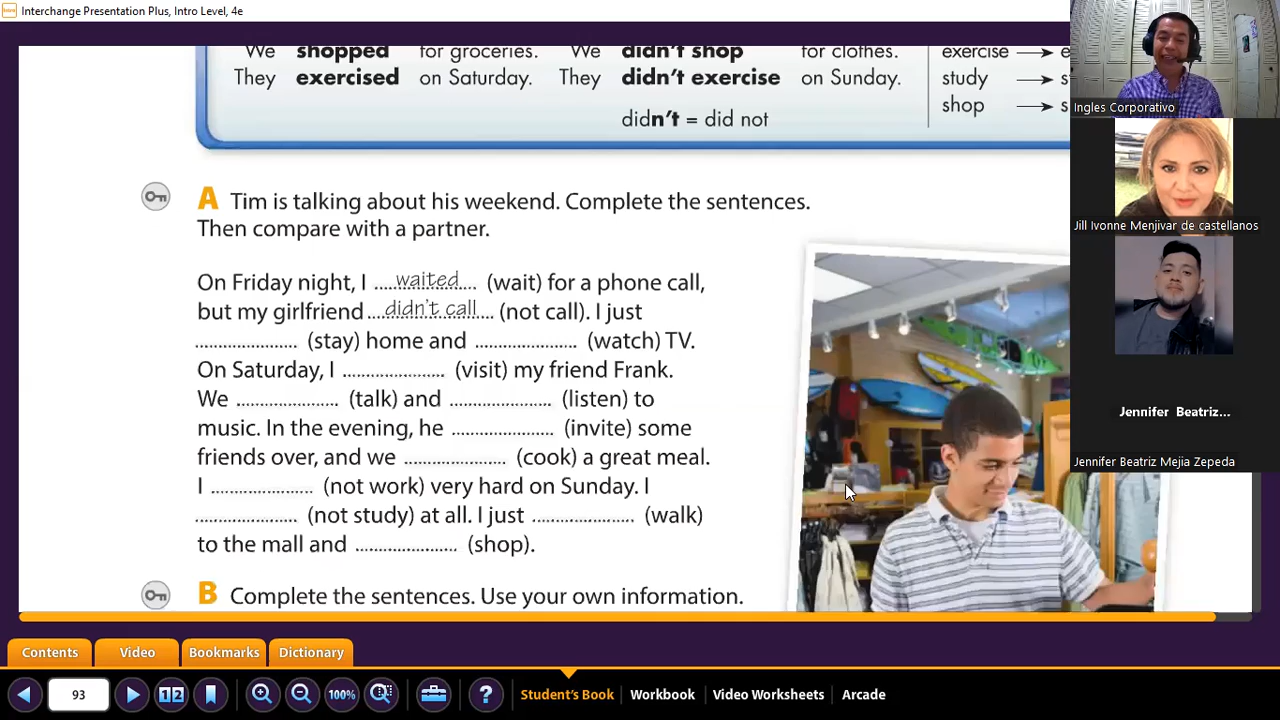 Interchange Presentation Plus, Intro Level, 4e
We shopped for groceries. We didn't shop for clothes. exercise → e
They exercised on Saturday. They didn't exercise on Sunday. study → s
didn't = did not shop → s
A Tim is talking about his weekend. Complete the sentences.
Then compare with a partner.
On Friday night, I waited (wait) for a phone call,
but my girlfriend didn't call (not call). I just
.................... (stay) home and .................... (watch) TV.
On Saturday, I .................... (visit) my friend Frank.
We .................... (talk) and .................... (listen) to
music. In the evening, he .................... (invite) some
friends over, and we .................... (cook) a great meal.
I .................... (not work) very hard on Sunday. I
.................... (not study) at all. I just .................... (walk)
to the mall and .................... (shop).
B Complete the sentences. Use your own information.
Ingles Corporativo
Jill Ivonne Menjivar de castellanos
Jennifer Beatriz...
Jennifer Beatriz Mejia Zepeda
Contents Video Bookmarks Dictionary
93 1 2 100% ? Student's Book Workbook Video Worksheets Arcade